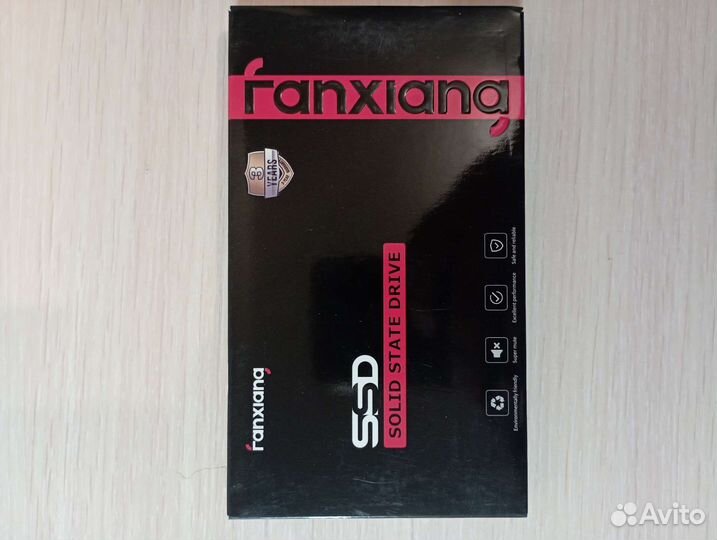 fanxiang
3
YEARS
fanxiang
SSD
SOLID STATE DRIVE
Environmentally friendly
Super mute
Excellent performance
Safe and reliable
Avito